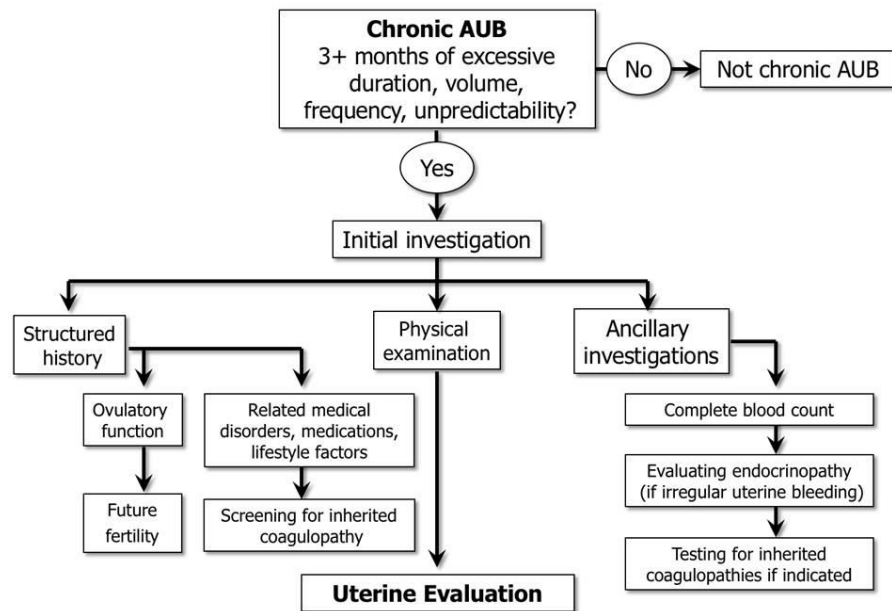 Chronic AUB
3+ months of excessive
duration, volume,
frequency, unpredictability?
No
Not chronic AUB
Yes
Initial investigation
Structured
history
Physical
examination
Ancillary
investigations
Ovulatory
function
Related medical
disorders, medications,
lifestyle factors
Complete blood count
Evaluating endocrinopathy
(if irregular uterine bleeding)
Future
fertility
Screening for inherited
coagulopathy
Testing for inherited
coagulopathies if indicated
Uterine Evaluation